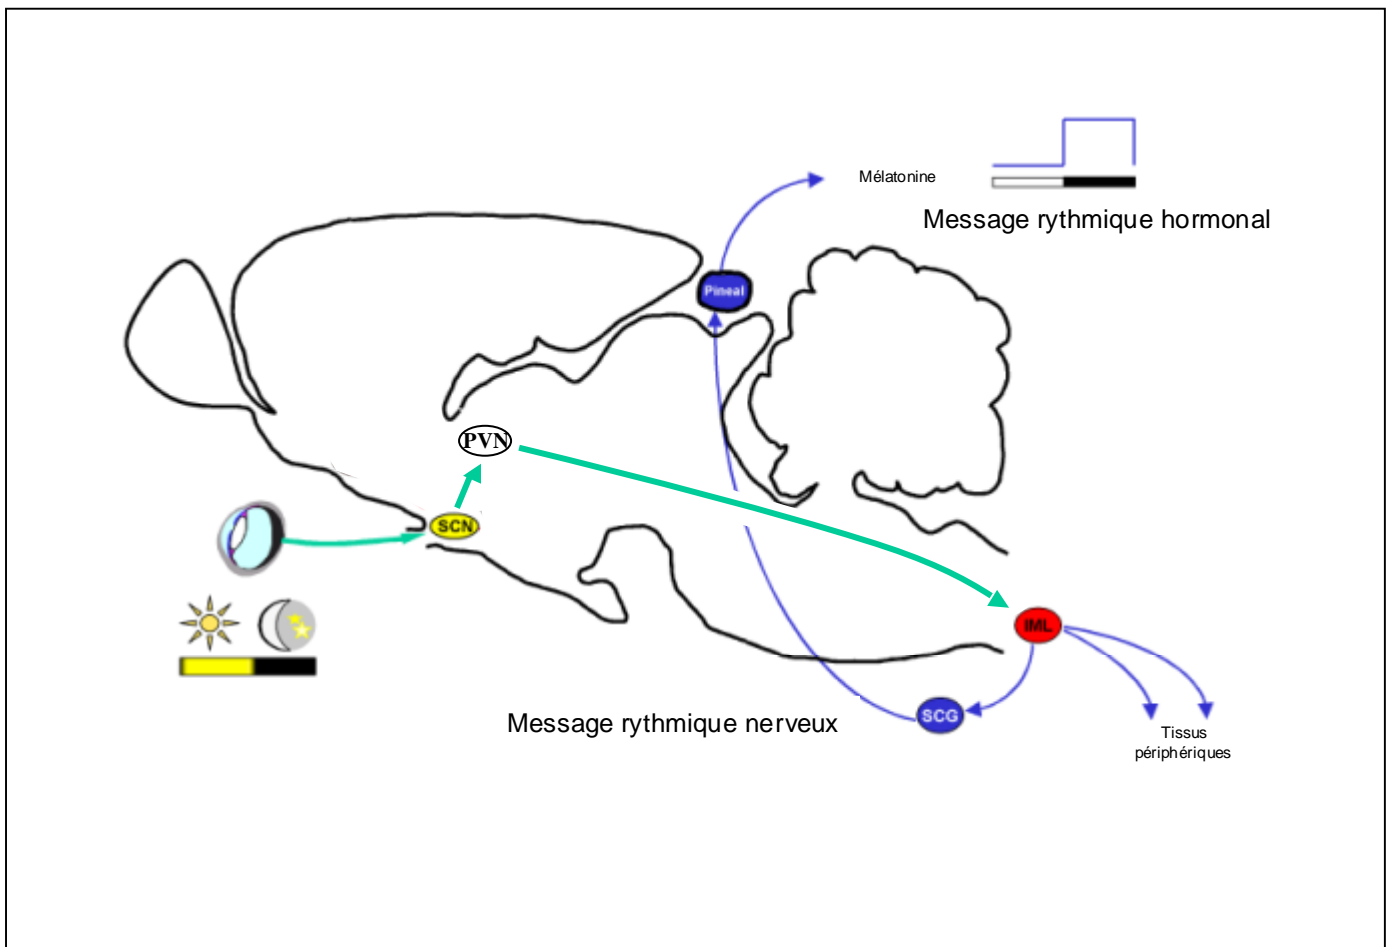 Mélatonine
Message rythmique hormonal
Pineal
PVN
SCN
IML
SCG
Message rythmique nerveux
Tissus
périphériques